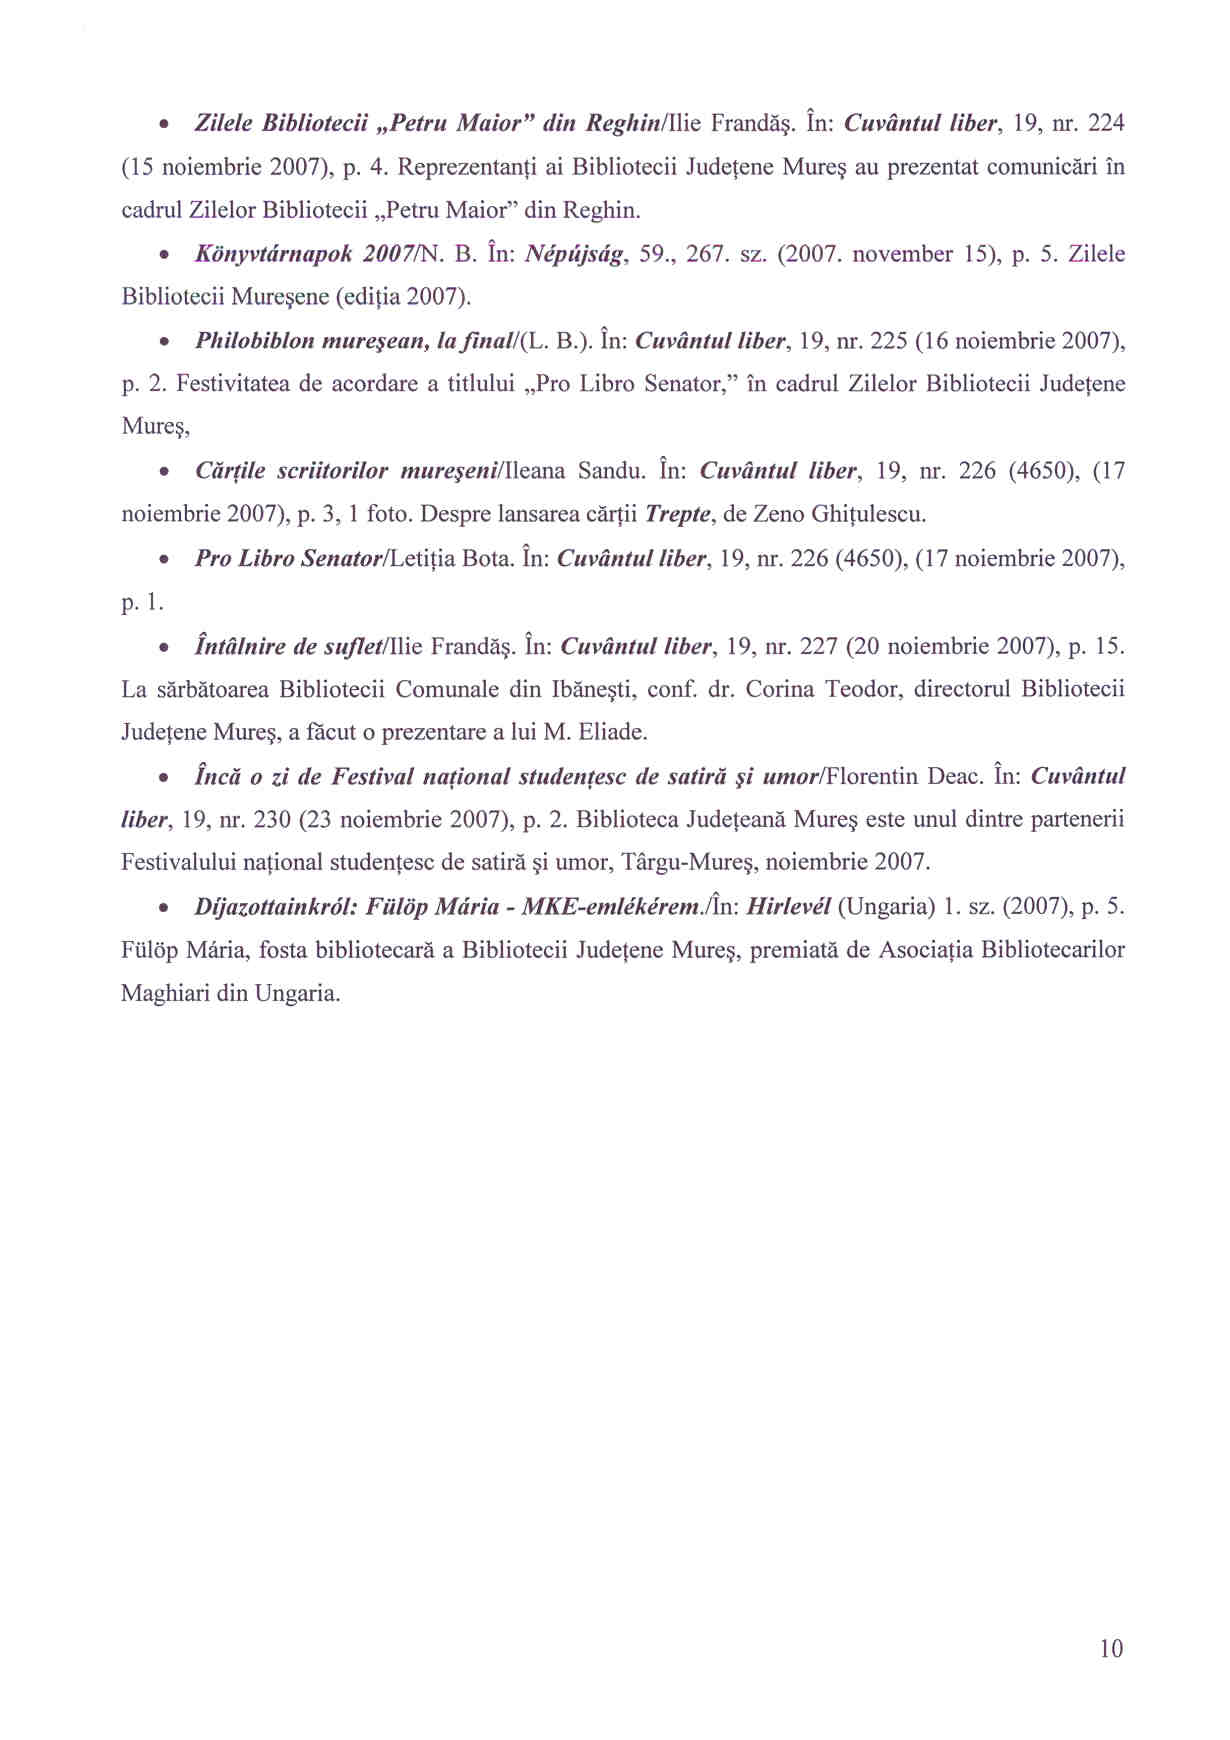 • Zilele Bibliotecii „Petru Maior” din Reghin/Ilie Frandăş. În: Cuvântul liber, 19, nr. 224
(15 noiembrie 2007), p. 4. Reprezentanţi ai Bibliotecii Judeţene Mureş au prezentat comunicări în
cadrul Zilelor Bibliotecii „Petru Maior” din Reghin.
• Könyvtárnapok 2007/N. B. În: Népújság, 59., 267. sz. (2007. november 15), p. 5. Zilele
Bibliotecii Mureşene (ediţia 2007).
• Philobiblon mureşean, la final/(L. B.). În: Cuvântul liber, 19, nr. 225 (16 noiembrie 2007),
p. 2. Festivitatea de acordare a titlului „Pro Libro Senator,” în cadrul Zilelor Bibliotecii Judeţene
Mureş,
• Cărţile scriitorilor mureşeni/Ileana Sandu. În: Cuvântul liber, 19, nr. 226 (4650), (17
noiembrie 2007), p. 3, 1 foto. Despre lansarea cărţii Trepte, de Zeno Ghiţulescu.
• Pro Libro Senator/Letiţia Bota. În: Cuvântul liber, 19, nr. 226 (4650), (17 noiembrie 2007),
p. 1.
• Întâlnire de suflet/Ilie Frandăş. În: Cuvântul liber, 19, nr. 227 (20 noiembrie 2007), p. 15.
La sărbătoarea Bibliotecii Comunale din Ibăneşti, conf. dr. Corina Teodor, directorul Bibliotecii
Judeţene Mureş, a făcut o prezentare a lui M. Eliade.
• Încă o zi de Festival naţional studenţesc de satiră şi umor/Florentin Deac. În: Cuvântul
liber, 19, nr. 230 (23 noiembrie 2007), p. 2. Biblioteca Judeţeană Mureş este unul dintre partenerii
Festivalului naţional studenţesc de satiră şi umor, Târgu-Mureş, noiembrie 2007.
• Díjazottainkról: Fülöp Mária - MKE-emlékérem./În: Hirlevél (Ungaria) 1. sz. (2007), p. 5.
Fülöp Mária, fosta bibliotecară a Bibliotecii Judeţene Mureş, premiată de Asociaţia Bibliotecarilor
Maghiari din Ungaria.
10